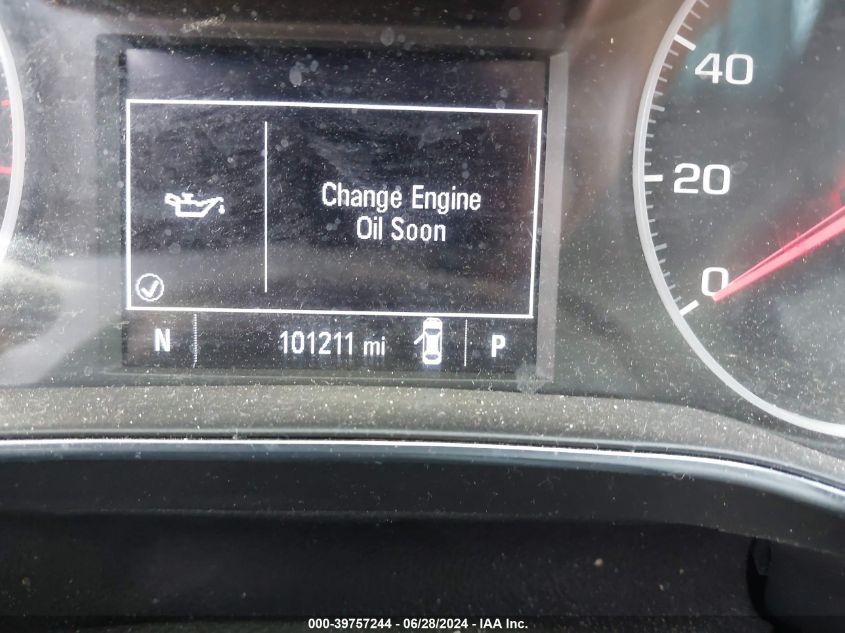 40
20
0
Change Engine
Oil Soon
N 101211 mi P
000-39757244 - 06/28/2024 - IAA Inc.